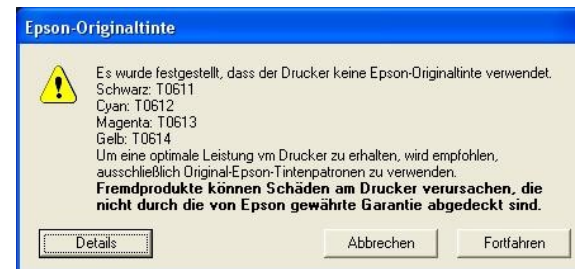 Epson-Originaltinte
Es wurde festgestellt, dass der Drucker keine Epson-Originaltinte verwendet.
Schwarz: T0611
Cyan: T0612
Magenta: T0613
Gelb: T0614
Um eine optimale Leistung vm Drucker zu erhalten, wird empfohlen,
ausschließlich Original-Epson-Tintenpatronen zu verwenden.
Fremdprodukte können Schäden am Drucker verursachen, die
nicht durch die von Epson gewährte Garantie abgedeckt sind.
Details Abbrechen Fortfahren